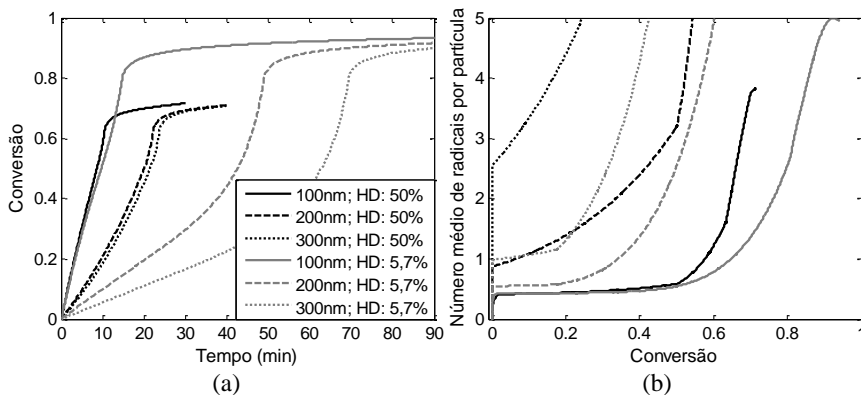 1
0.8
0.6
0.4
0.2
0
Conversão
0 10 20 30 40 50 60 70 80 90
Tempo (min)
100nm; HD: 50%
200nm; HD: 50%
300nm; HD: 50%
100nm; HD: 5,7%
200nm; HD: 5,7%
300nm; HD: 5,7%
(a)
5
4
3
2
1
0
Número médio de radicais por partícula
0 0.2 0.4 0.6 0.8 1
Conversão
(b)